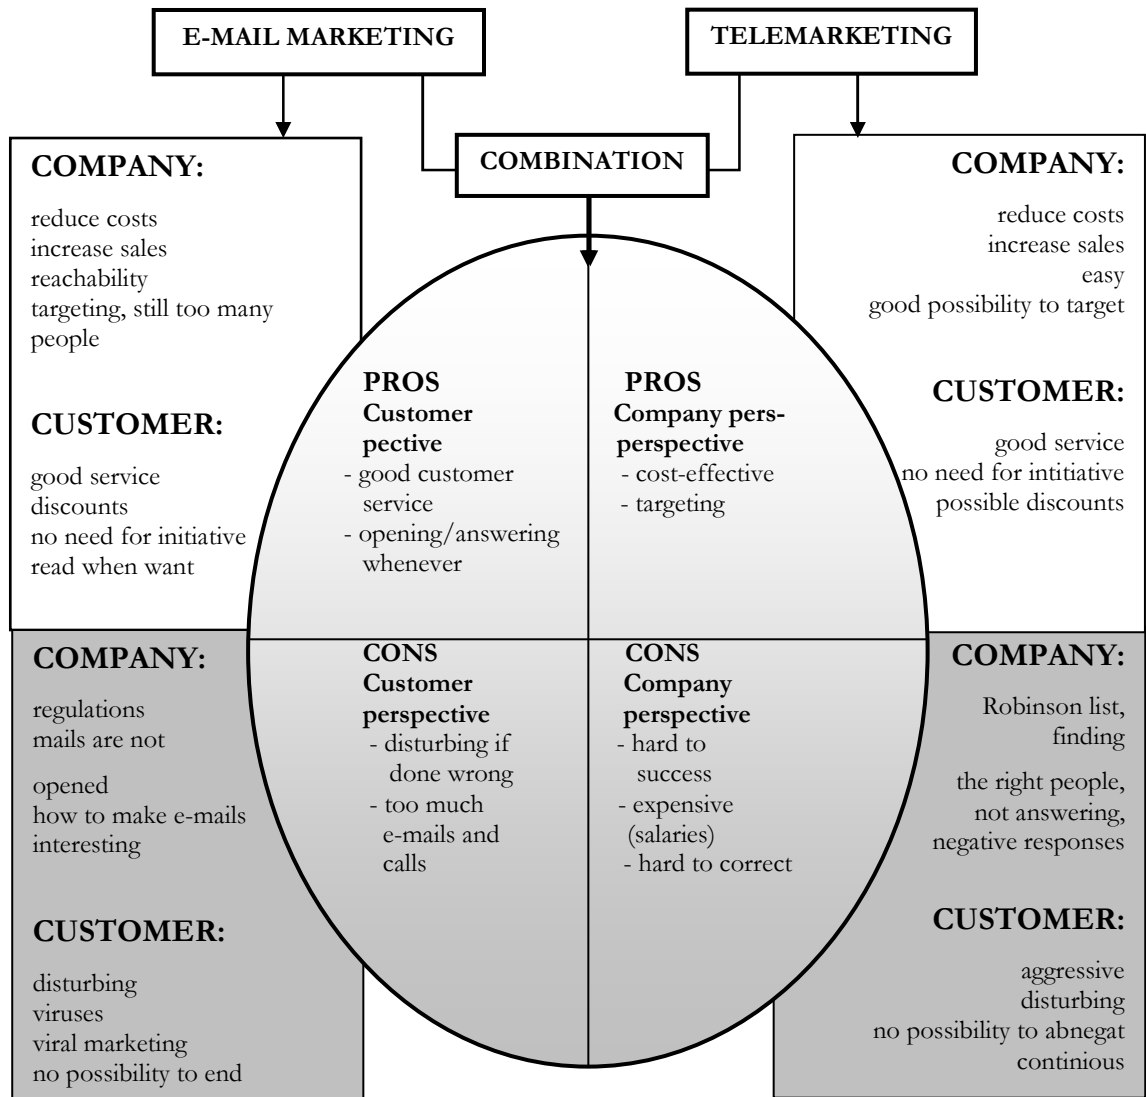 E-MAIL MARKETING
TELEMARKETING
COMBINATION
COMPANY:
reduce costs
increase sales
reachability
targeting, still too many
people
CUSTOMER:
good service
discounts
no need for initiative
read when want
COMPANY:
reduce costs
increase sales
easy
good possibility to target
CUSTOMER:
good service
no need for intitiative
possible discounts
PROS
Customer
pective
- good customer
service
- opening/answering
whenever
PROS
Company pers-
perspective
- cost-effective
- targeting
CONS
Customer
perspective
- disturbing if
done wrong
- too much
e-mails and
calls
CONS
Company
perspective
- hard to
success
- expensive
(salaries)
- hard to correct
COMPANY:
regulations
mails are not
opened
how to make e-mails
interesting
CUSTOMER:
disturbing
viruses
viral marketing
no possibility to end
COMPANY:
Robinson list,
finding
the right people,
not answering,
negative responses
CUSTOMER:
aggressive
disturbing
no possibility to abnegat
continious